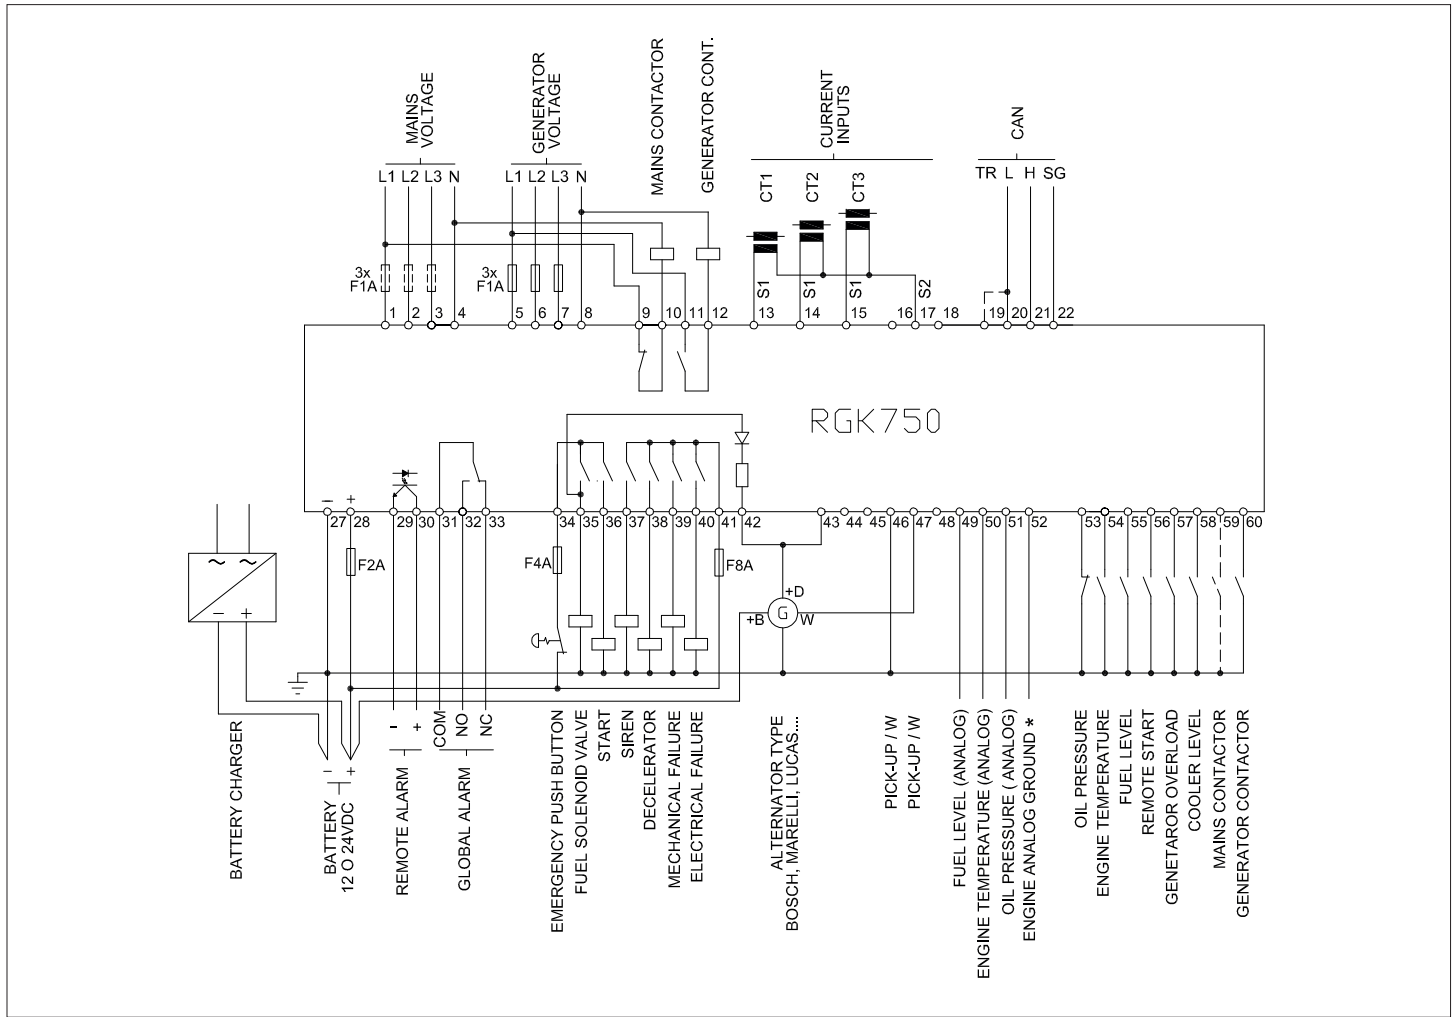 MAINS
VOLTAGE
GENERATOR
VOLTAGE
MAINS CONTACTOR
GENERATOR CONT.
CURRENT
INPUTS
CAN
L1 L2 L3 N
L1 L2 L3 N
CT1
CT2
CT3
TR L H SG
3x
F1A
3x
F1A
S1
S1
S1
S2
1 2 3 4 5 6 7 8 9 10 11 12 13 14 15 16 17 18 19 20 21 22
RGK750
− +
27 28 29 30 31 32 33 34 35 36 37 38 39 40 41 42 43 44 45 46 47 48 49 50 51 52 53 54 55 56 57 58 59 60
~ ~
− +
F2A
F4A
F8A
+D
+B
G
W
BATTERY CHARGER
- +
BATTERY
12 O 24VDC
- +
REMOTE ALARM
COM
NO
NC
GLOBAL ALARM
EMERGENCY PUSH BUTTON
FUEL SOLENOID VALVE
START
SIREN
DECELERATOR
MECHANICAL FAILURE
ELECTRICAL FAILURE
ALTERNATOR TYPE
BOSCH, MARELLI, LUCAS....
PICK-UP / W
PICK-UP / W
FUEL LEVEL (ANALOG)
ENGINE TEMPERATURE (ANALOG)
OIL PRESSURE ( ANALOG)
ENGINE ANALOG GROUND *
OIL PRESSURE
ENGINE TEMPERATURE
FUEL LEVEL
REMOTE START
GENETAROR OVERLOAD
COOLER LEVEL
MAINS CONTACTOR
GENERATOR CONTACTOR